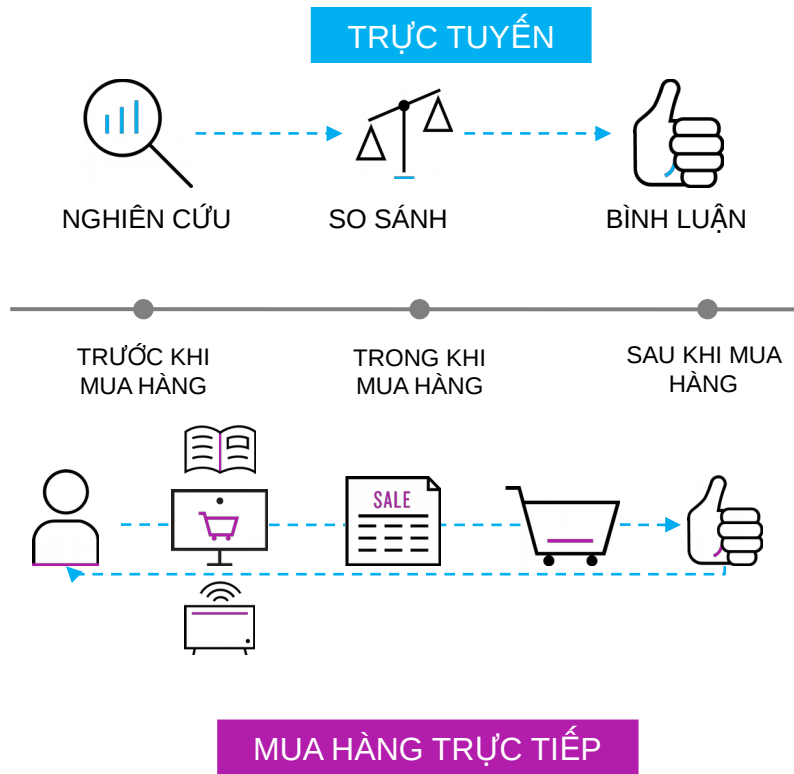 TRỰC TUYẾN
NGHIÊN CỨU
SO SÁNH
BÌNH LUẬN
TRƯỚC KHI
MUA HÀNG
TRONG KHI
MUA HÀNG
SAU KHI MUA
HÀNG
SALE
MUA HÀNG TRỰC TIẾP